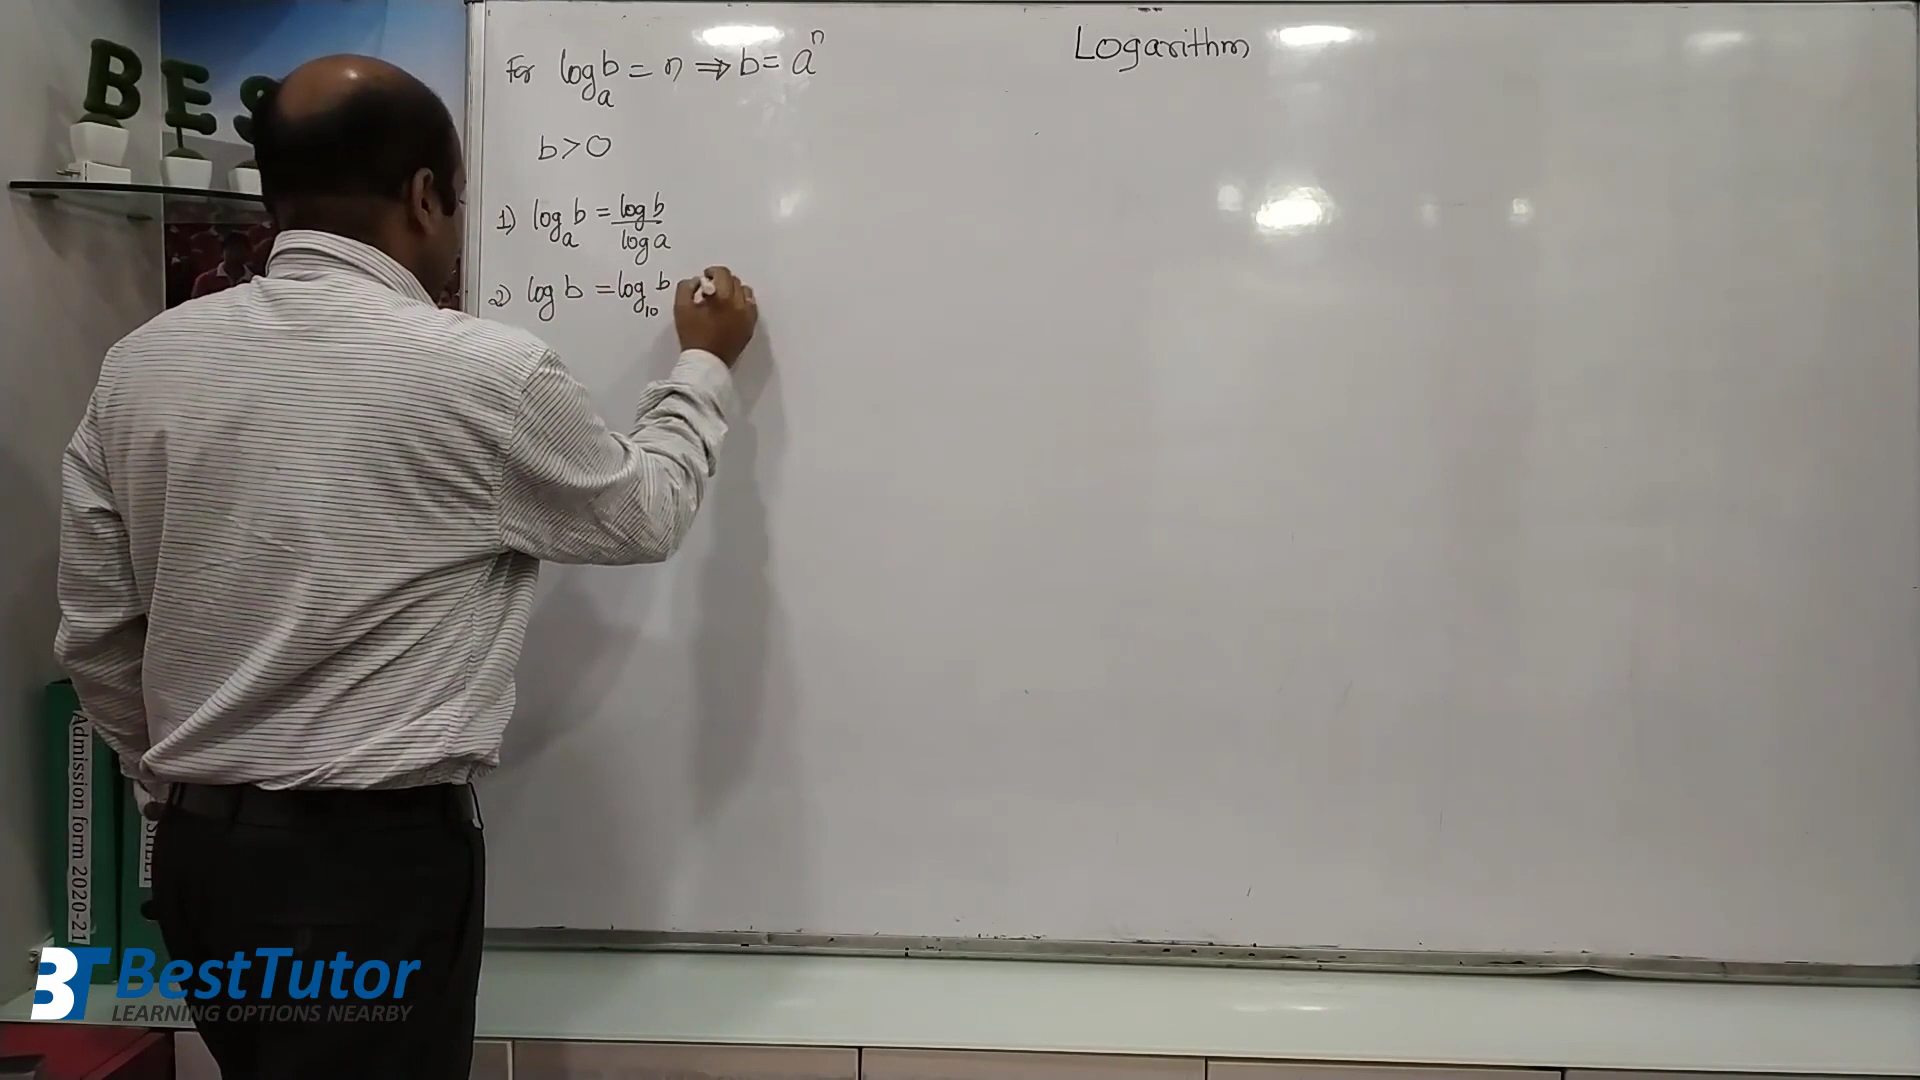 BES
Logarithm
For log_a b = n ⇒ b = a^n
b > 0
1) log_a b = log b / log a
2) log b = log_10 b
Admission form 2020-21
BT BestTutor
LEARNING OPTIONS NEARBY